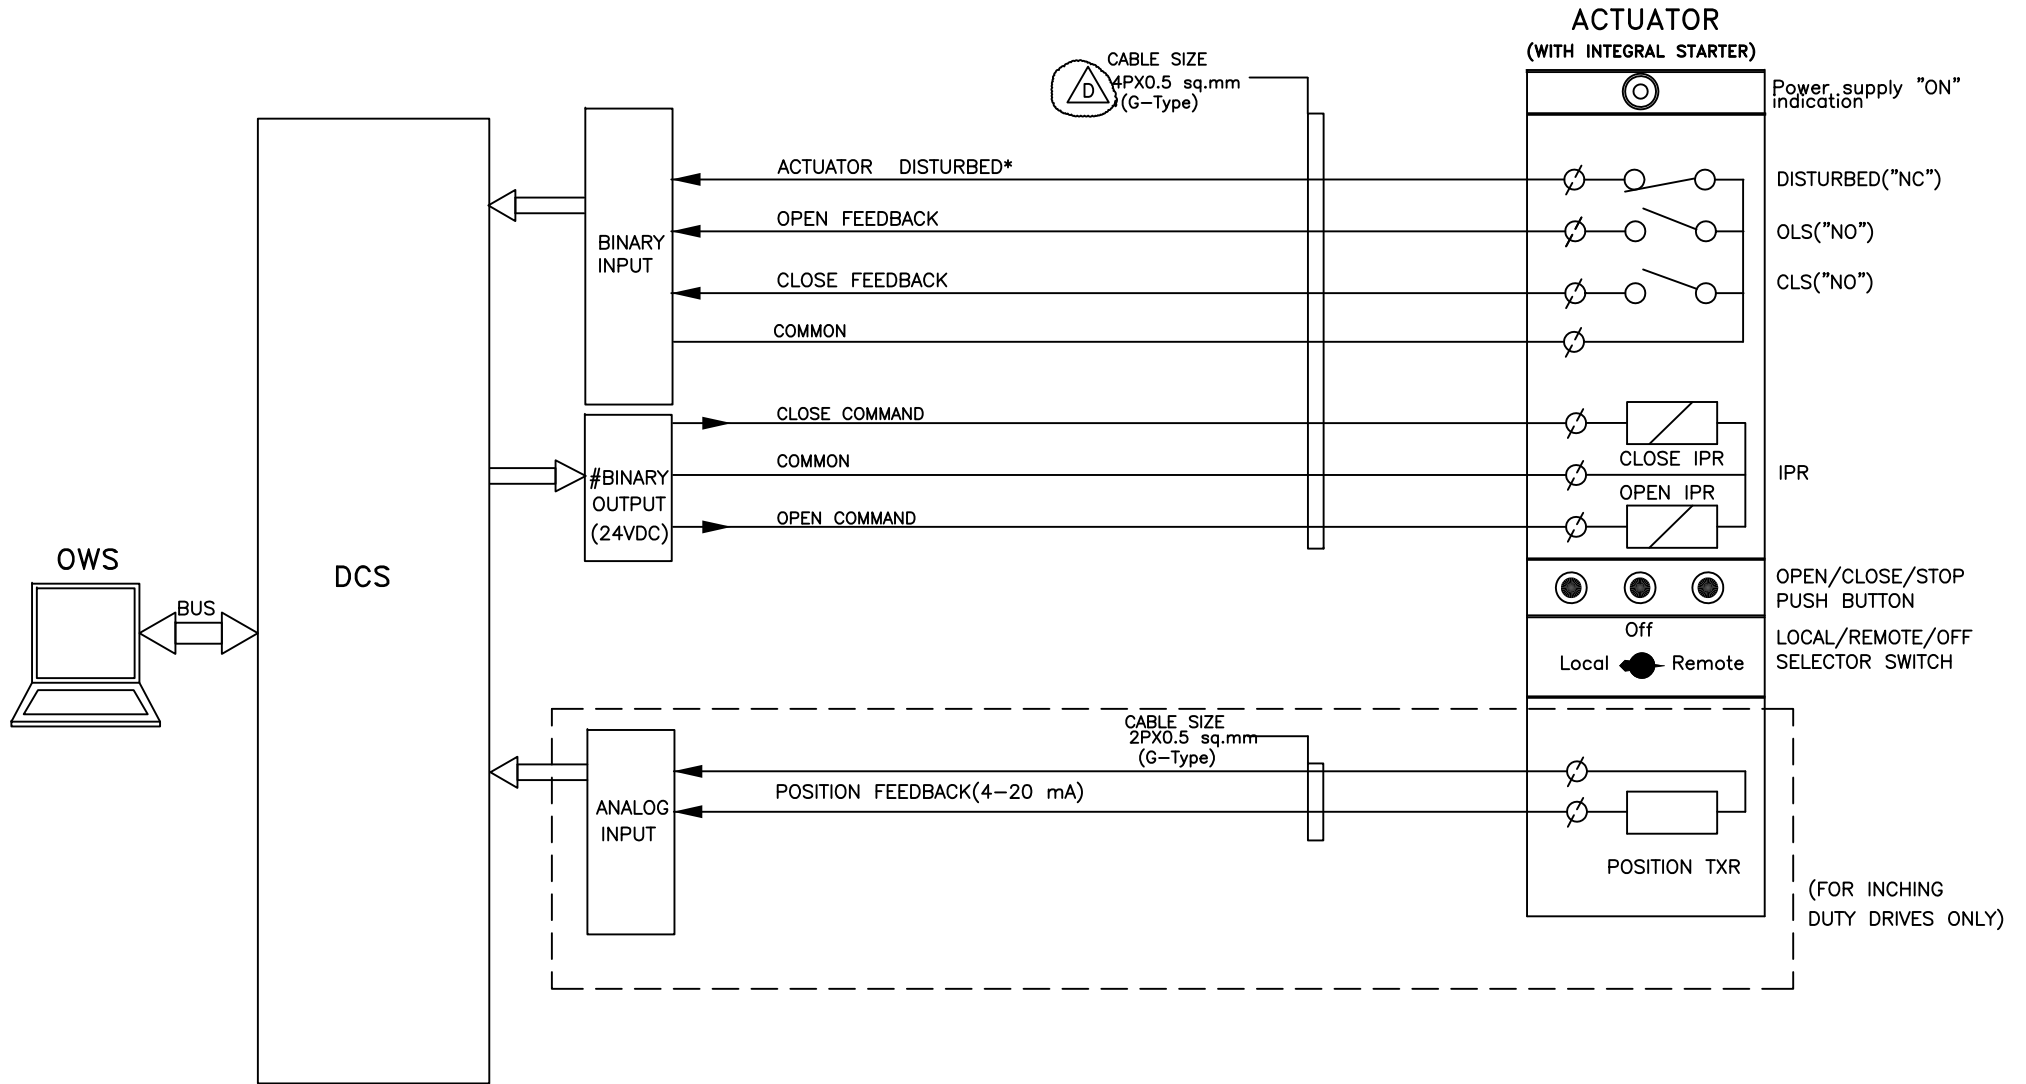 ACTUATOR
(WITH INTEGRAL STARTER)
CABLE SIZE
4PX0.5 sq.mm
(G-Type)
D
Power supply "ON"
indication
ACTUATOR DISTURBED*
DISTURBED("NC")
OPEN FEEDBACK
OLS("NO")
BINARY
INPUT
CLOSE FEEDBACK
CLS("NO")
COMMON
CLOSE COMMAND
CLOSE IPR
COMMON
IPR
#BINARY
OUTPUT
(24VDC)
OPEN IPR
OPEN COMMAND
OWS
DCS
BUS
OPEN/CLOSE/STOP
PUSH BUTTON
Off
Local
Remote
LOCAL/REMOTE/OFF
SELECTOR SWITCH
CABLE SIZE
2PX0.5 sq.mm
(G-Type)
POSITION FEEDBACK(4-20 mA)
ANALOG
INPUT
POSITION TXR
(FOR INCHING
DUTY DRIVES ONLY)